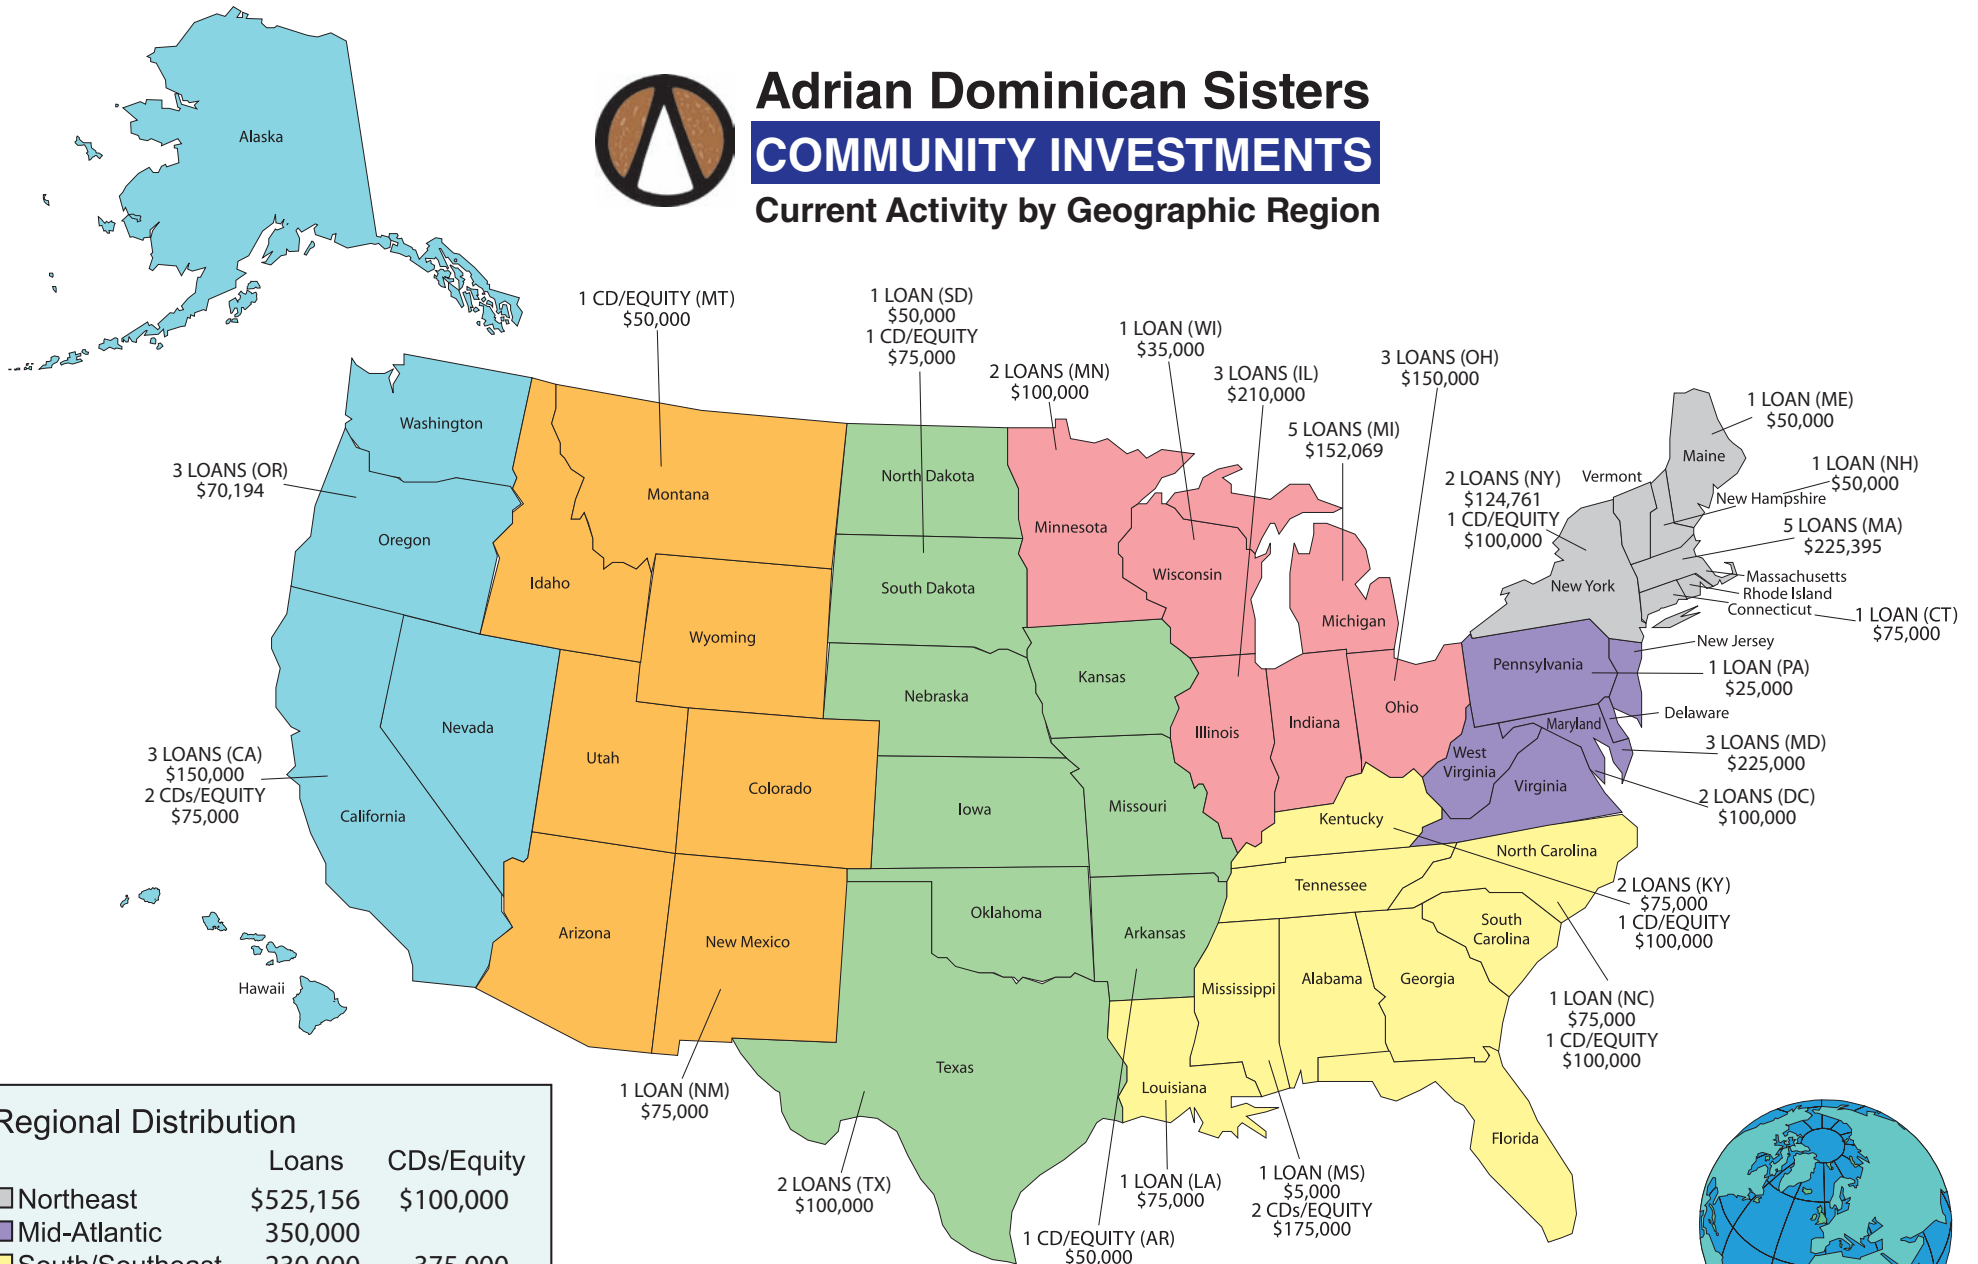 Adrian Dominican Sisters
COMMUNITY INVESTMENTS
Current Activity by Geographic Region
Alaska
1 CD/EQUITY (MT)
$50,000
1 LOAN (SD)
$50,000
1 CD/EQUITY
$75,000
2 LOANS (MN)
$100,000
1 LOAN (WI)
$35,000
3 LOANS (IL)
$210,000
5 LOANS (MI)
$152,069
3 LOANS (OH)
$150,000
1 LOAN (ME)
$50,000
1 LOAN (NH)
$50,000
2 LOANS (NY)
$124,761
1 CD/EQUITY
$100,000
5 LOANS (MA)
$225,395
1 LOAN (CT)
$75,000
1 LOAN (PA)
$25,000
3 LOANS (MD)
$225,000
2 LOANS (DC)
$100,000
2 LOANS (KY)
$75,000
1 CD/EQUITY
$100,000
1 LOAN (NC)
$75,000
1 CD/EQUITY
$100,000
1 LOAN (MS)
$5,000
2 CDs/EQUITY
$175,000
1 LOAN (LA)
$75,000
1 CD/EQUITY (AR)
$50,000
2 LOANS (TX)
$100,000
1 LOAN (NM)
$75,000
3 LOANS (CA)
$150,000
2 CDs/EQUITY
$75,000
3 LOANS (OR)
$70,194
Washington
Oregon
California
Nevada
Idaho
Montana
Wyoming
Utah
Colorado
Arizona
New Mexico
Hawaii
North Dakota
South Dakota
Nebraska
Kansas
Iowa
Missouri
Oklahoma
Arkansas
Texas
Minnesota
Wisconsin
Michigan
Illinois
Indiana
Ohio
Kentucky
Tennessee
North Carolina
South
Carolina
Mississippi
Alabama
Georgia
Louisiana
Florida
Pennsylvania
Maryland
West
Virginia
Virginia
New Jersey
Delaware
New York
Vermont
Maine
New Hampshire
Massachusetts
Rhode Island
Connecticut
Regional Distribution
Loans CDs/Equity
Northeast $525,156 $100,000
Mid-Atlantic 350,000
South/Southeast 230,000 375,000